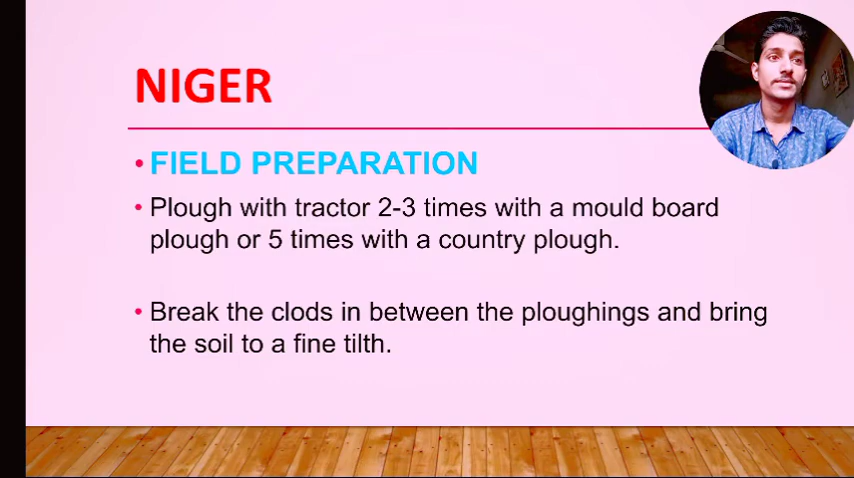 NIGER
• FIELD PREPARATION
• Plough with tractor 2-3 times with a mould board
plough or 5 times with a country plough.
• Break the clods in between the ploughings and bring
the soil to a fine tilth.